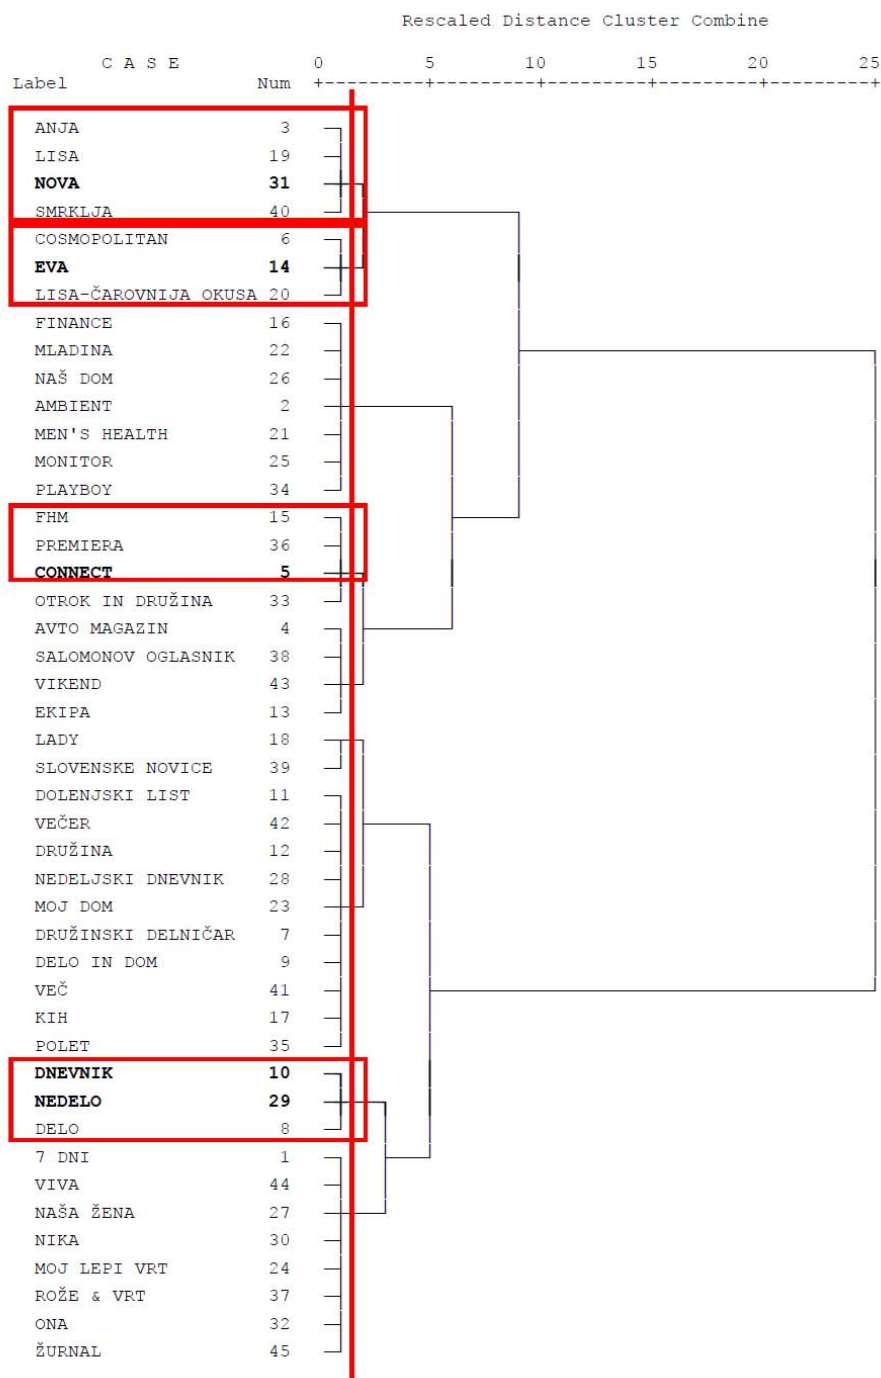 Rescaled Distance Cluster Combine
C A S E 0 5 10 15 20 25
Label Num +---------+---------+---------+---------+---------+
ANJA 3
LISA 19
NOVA 31
SMRKLJA 40
COSMOPOLITAN 6
EVA 14
LISA-ČAROVNIJA OKUSA 20
FINANCE 16
MLADINA 22
NAŠ DOM 26
AMBIENT 2
MEN'S HEALTH 21
MONITOR 25
PLAYBOY 34
FHM 15
PREMIERA 36
CONNECT 5
OTROK IN DRUŽINA 33
AVTO MAGAZIN 4
SALOMONOV OGLASNIK 38
VIKEND 43
EKIPA 13
LADY 18
SLOVENSKE NOVICE 39
DOLENJSKI LIST 11
VEČER 42
DRUŽINA 12
NEDELJSKI DNEVNIK 28
MOJ DOM 23
DRUŽINSKI DELNIČAR 7
DELO IN DOM 9
VEČ 41
KIH 17
POLET 35
DNEVNIK 10
NEDELO 29
DELO 8
7 DNI 1
VIVA 44
NAŠA ŽENA 27
NIKA 30
MOJ LEPI VRT 24
ROŽE & VRT 37
ONA 32
ŽURNAL 45